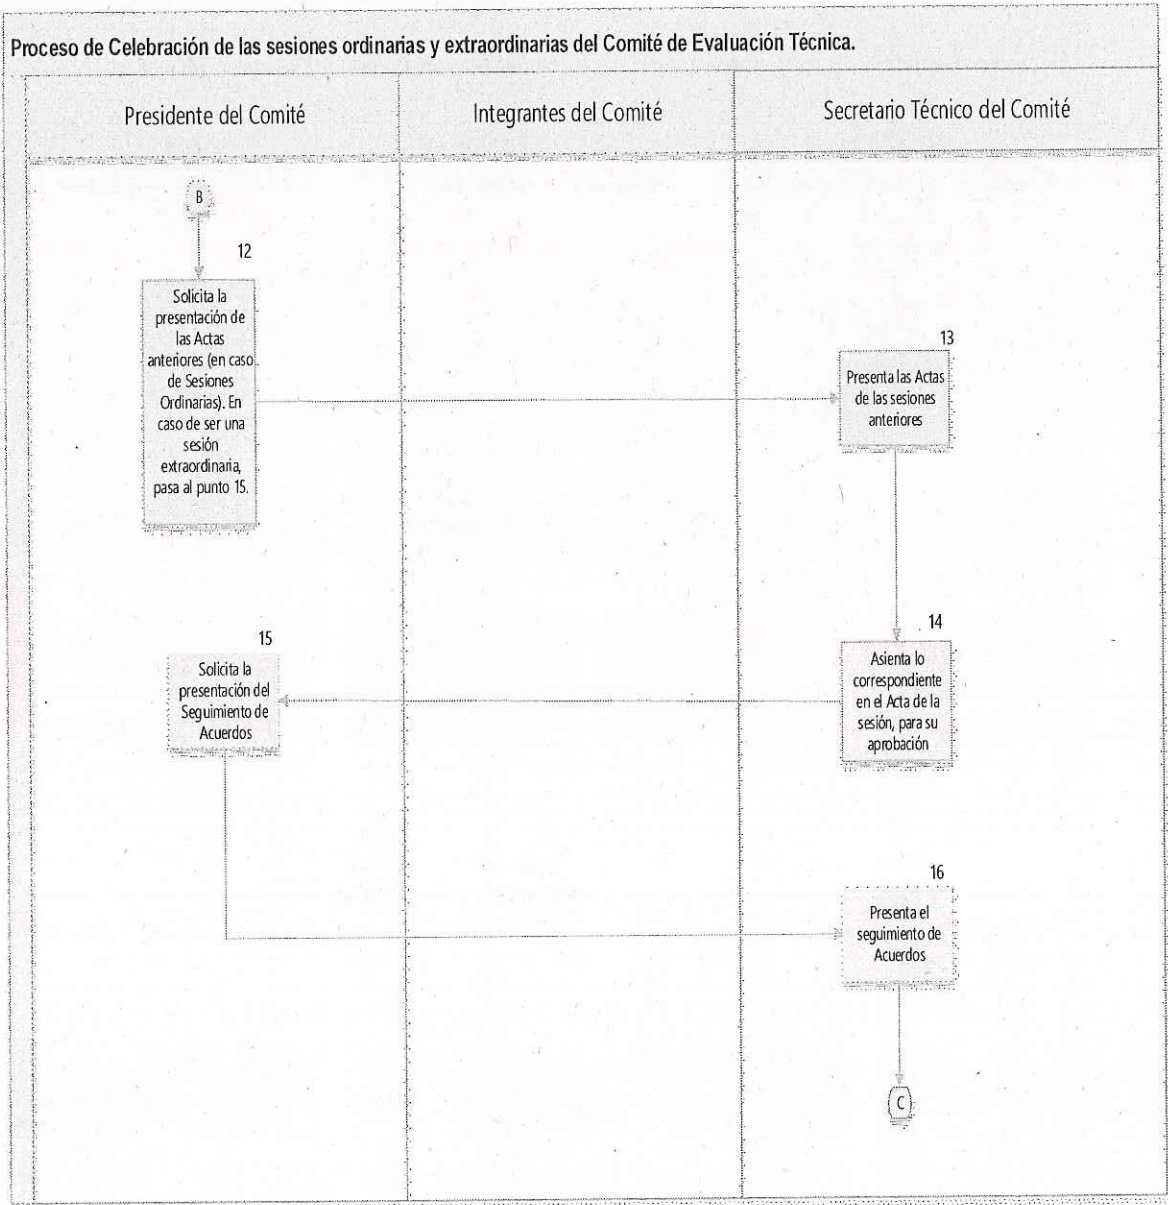 Proceso de Celebración de las sesiones ordinarias y extraordinarias del Comité de Evaluación Técnica.
Presidente del Comité
Integrantes del Comité
Secretario Técnico del Comité
B
12
Solicita la
presentación de
las Actas
anteriores (en caso
de Sesiones
Ordinarias). En
caso de ser una
sesión
extraordinaria,
pasa al punto 15.
13
Presenta las Actas
de las sesiones
anteriores
14
Asienta lo
correspondiente
en el Acta de la
sesión, para su
aprobación
15
Solicita la
presentación del
Seguimiento de
Acuerdos
16
Presenta el
seguimiento de
Acuerdos
C